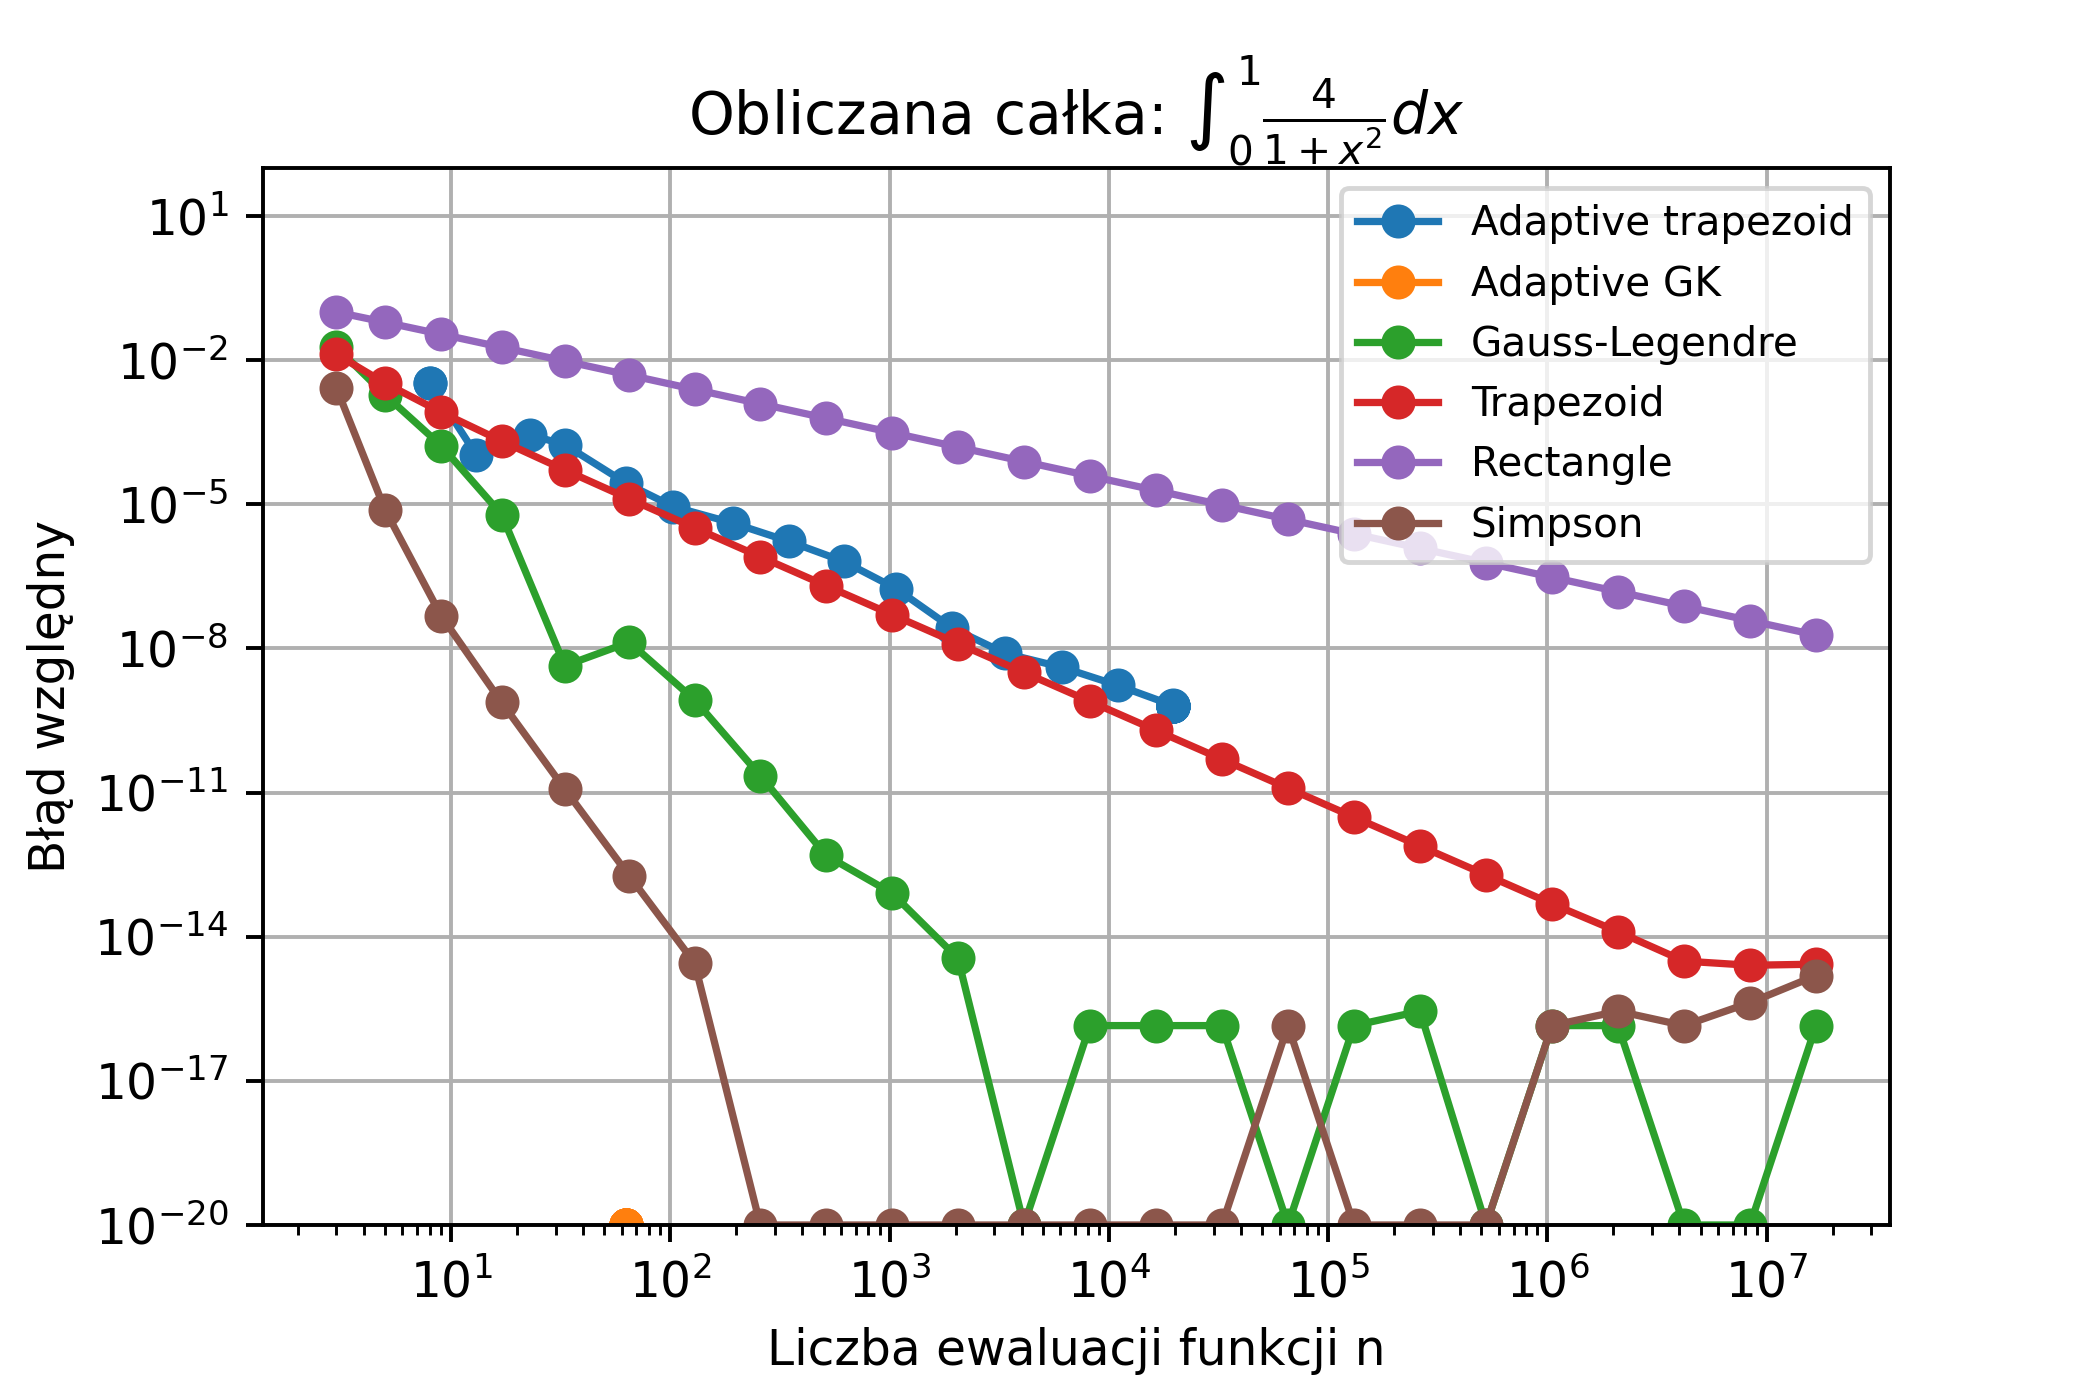 Obliczana całka: ∫₀¹ 4/(1 + x²) dx
10¹
10⁻²
10⁻⁵
10⁻⁸
10⁻¹¹
10⁻¹⁴
10⁻¹⁷
10⁻²⁰
Błąd względny
Adaptive trapezoid
Adaptive GK
Gauss-Legendre
Trapezoid
Rectangle
Simpson
10¹ 10² 10³ 10⁴ 10⁵ 10⁶ 10⁷
Liczba ewaluacji funkcji n